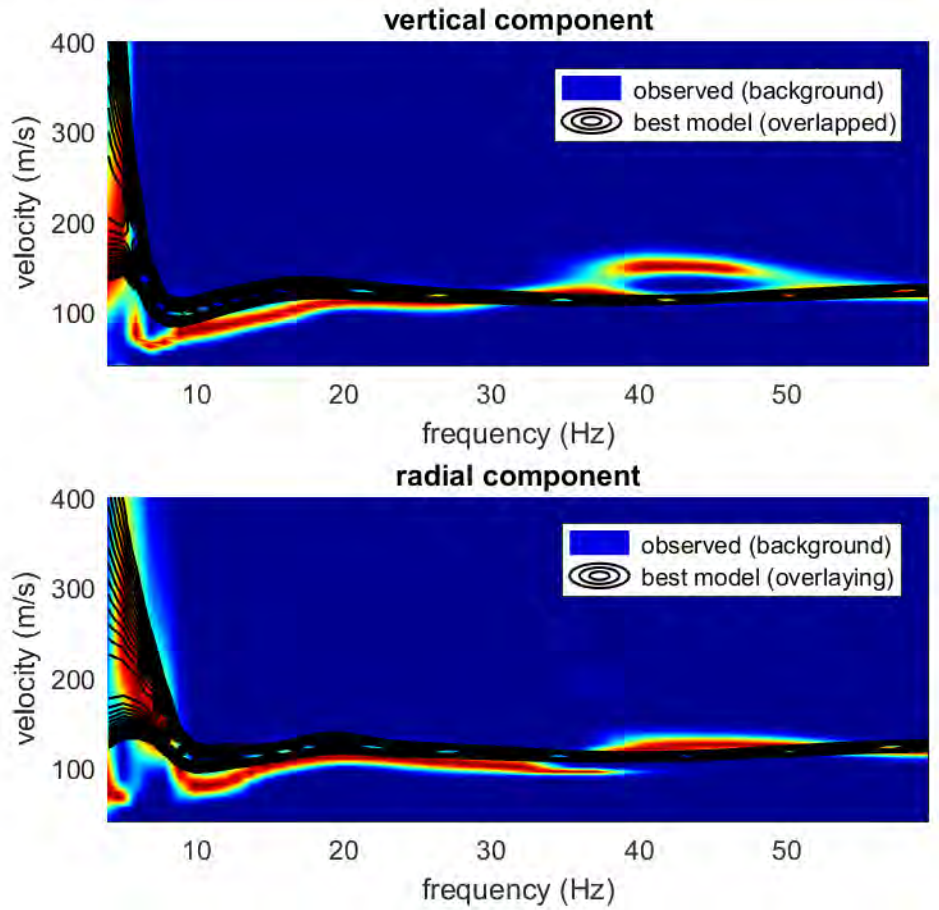 vertical component
400
300
200
100
velocity (m/s)
observed (background)
best model (overlapped)
10 20 30 40 50
frequency (Hz)
radial component
400
300
200
100
velocity (m/s)
observed (background)
best model (overlaying)
10 20 30 40 50
frequency (Hz)